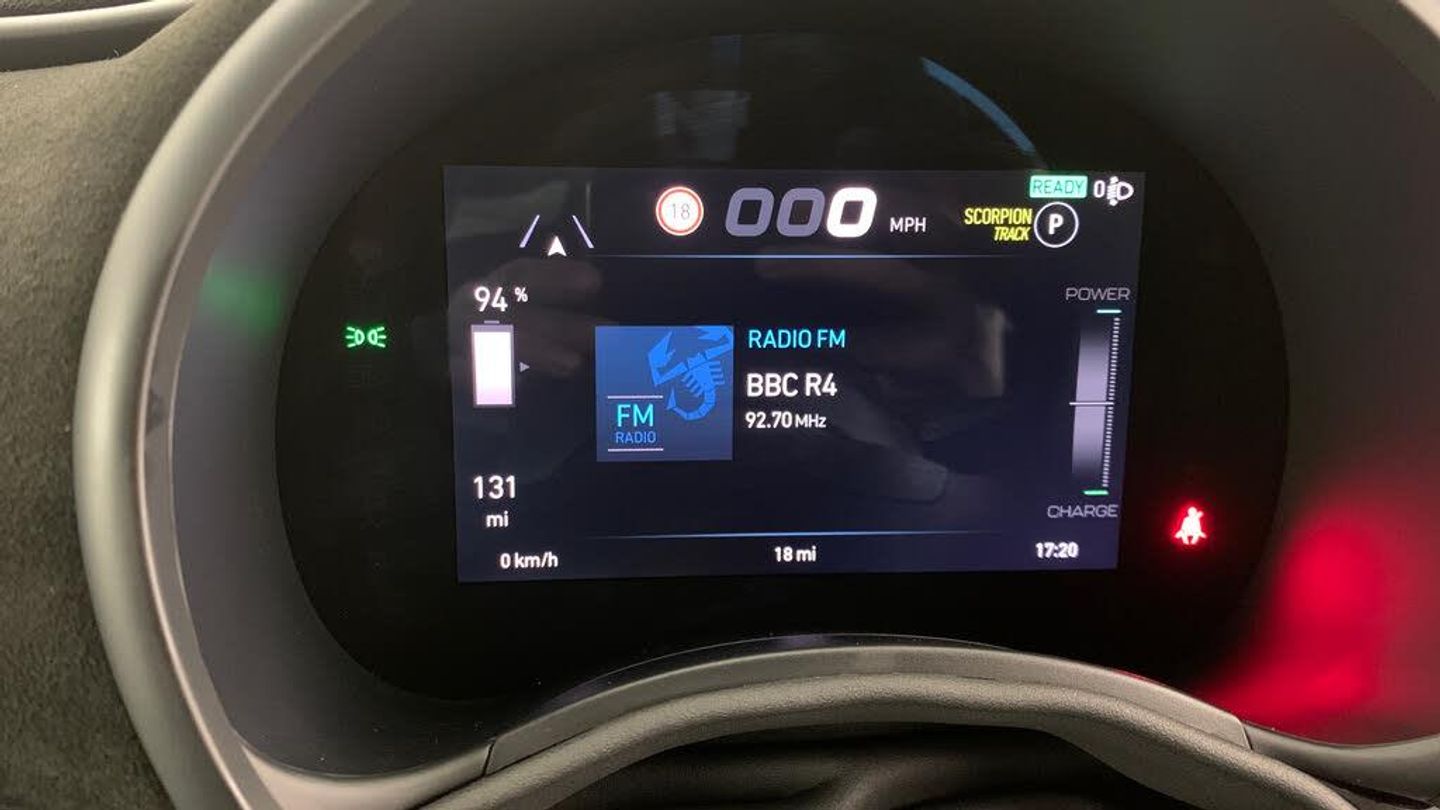 18
000 MPH
READY 0
SCORPION
TRACK
P
94 %
POWER
RADIO FM
BBC R4
92.70 MHz
FM
RADIO
131
mi
CHARGE
0 km/h
18 mi
17:20